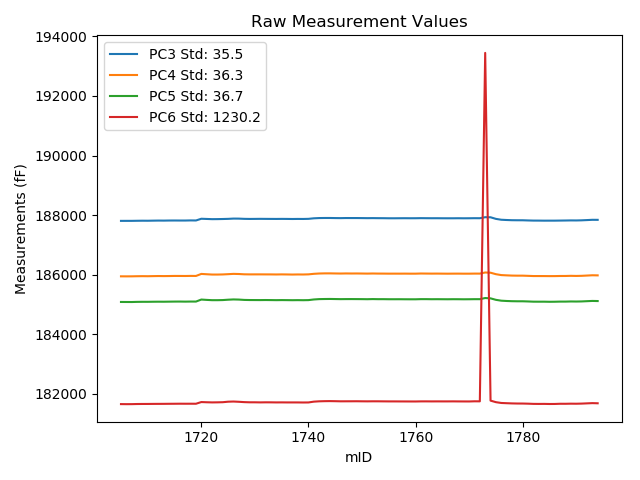 Raw Measurement Values
194000
192000
190000
188000
186000
184000
182000
Measurements (fF)
PC3 Std: 35.5
PC4 Std: 36.3
PC5 Std: 36.7
PC6 Std: 1230.2
1720
1740
1760
1780
mID